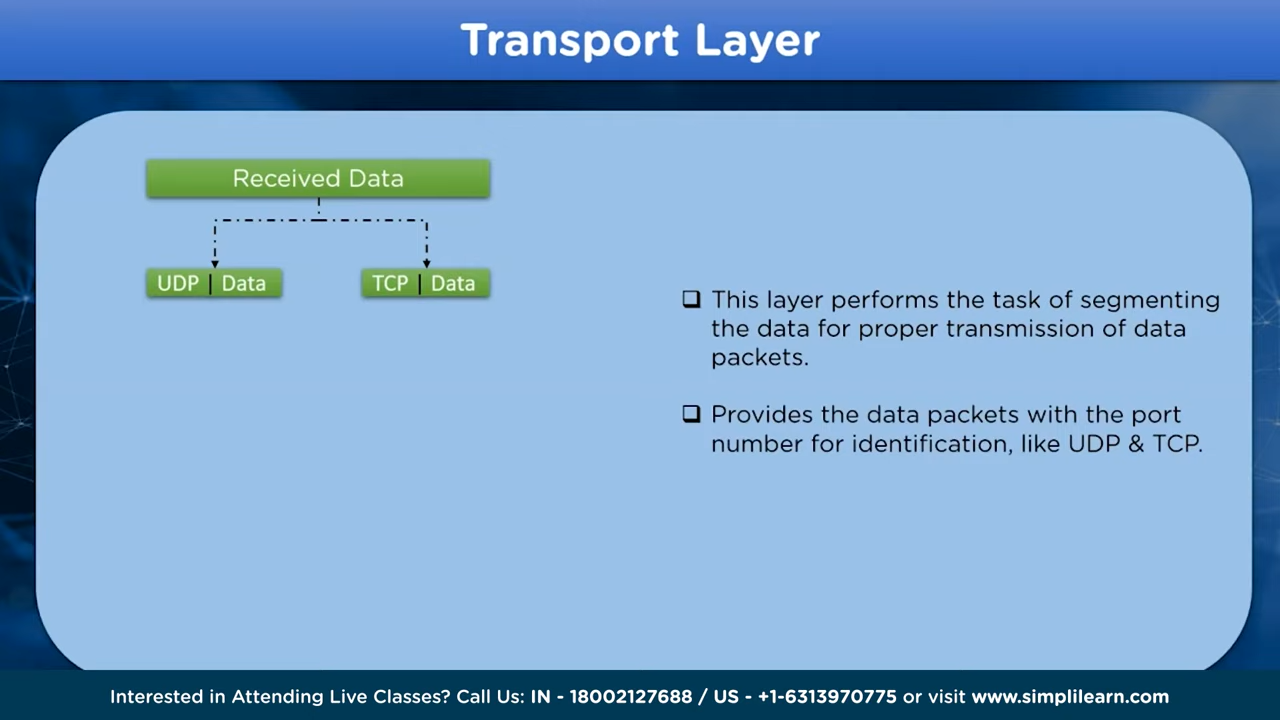 Transport Layer
Received Data
UDP | Data
TCP | Data
❑ This layer performs the task of segmenting
the data for proper transmission of data
packets.
❑ Provides the data packets with the port
number for identification, like UDP & TCP.
Interested in Attending Live Classes? Call Us: IN - 18002127688 / US - +1-6313970775 or visit www.simplilearn.com